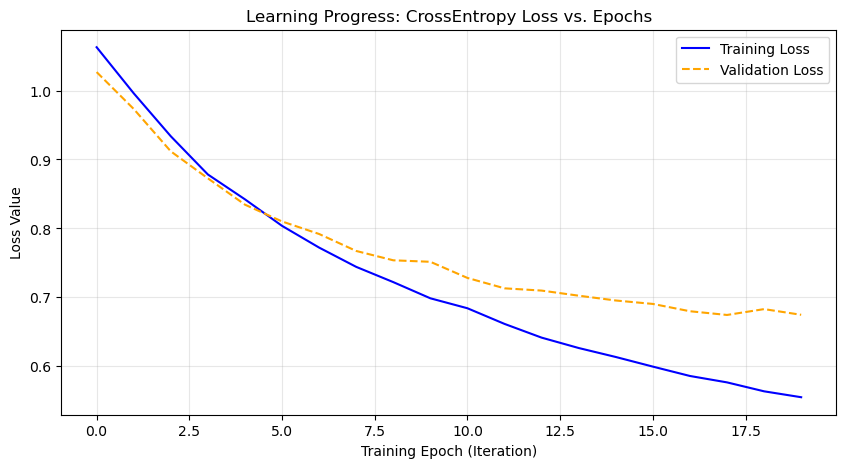 Learning Progress: CrossEntropy Loss vs. Epochs
Training Loss
Validation Loss
Loss Value
1.0
0.9
0.8
0.7
0.6
0.0 2.5 5.0 7.5 10.0 12.5 15.0 17.5
Training Epoch (Iteration)